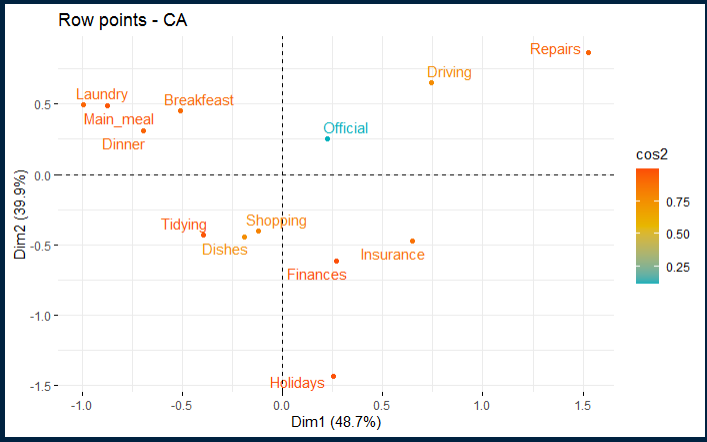 Row points - CA
Repairs
Driving
Laundry
Breakfeast
Main_meal
Official
Dinner
Tidying
Shopping
Dishes
Insurance
Finances
Holidays
0.5
0.0
-0.5
-1.0
-1.5
Dim2 (39.9%)
-1.0 -0.5 0.0 0.5 1.0 1.5
Dim1 (48.7%)
cos2
0.75
0.50
0.25